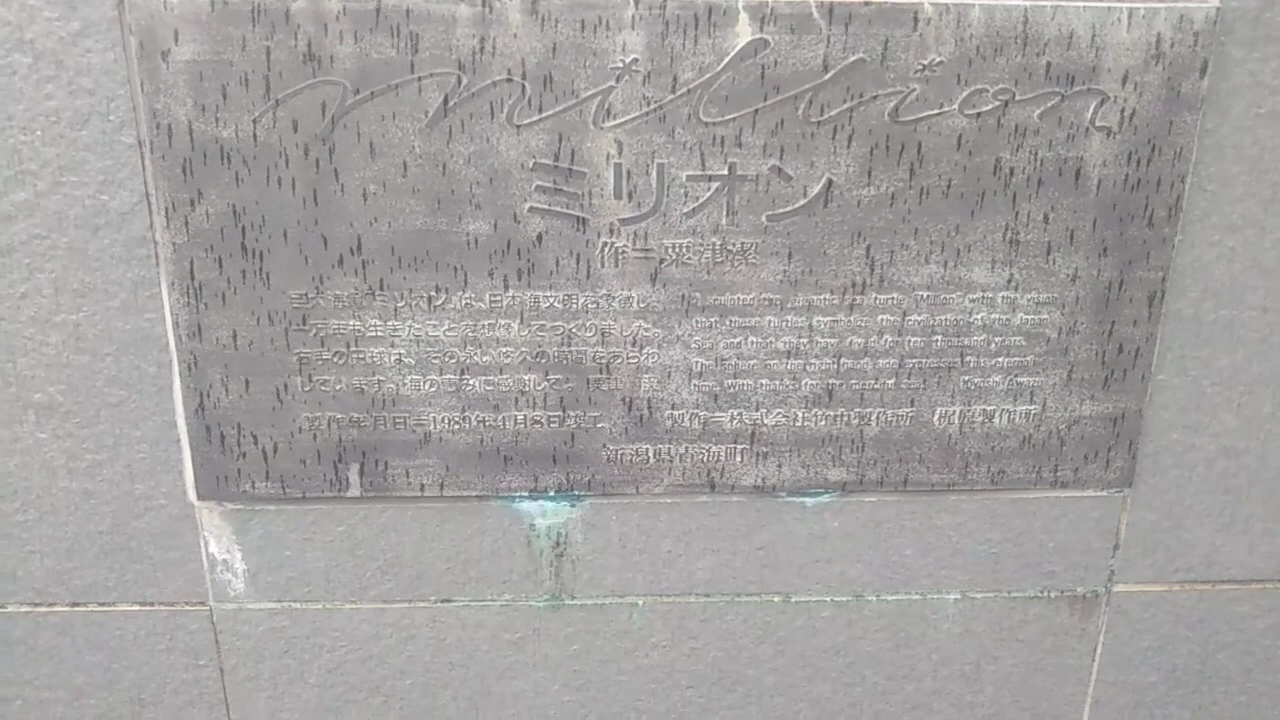 million
ミリオン
作=粟津潔
巨大海亀“ミリオン”は、日本海文明を象徴し。
一万年も生きたことを想像してつくりました。
右手の円球は、その永い悠久の時間をあらわ
しています。海の恵みに感謝して。 粟津 潔
"I sculpted the gigantic sea turtle "Million" with the vision
that these turtles symbolize the civilization of the Japan
Sea and that they have lived for ten thousand years.
The sphere on the right hand side expresses this eternal
time. With thanks for the merciful sea. Kiyoshi Awazu
製作年月日=1989年4月8日竣工
製作=株式会社竹中製作所 梶原製作所
新潟県青海町